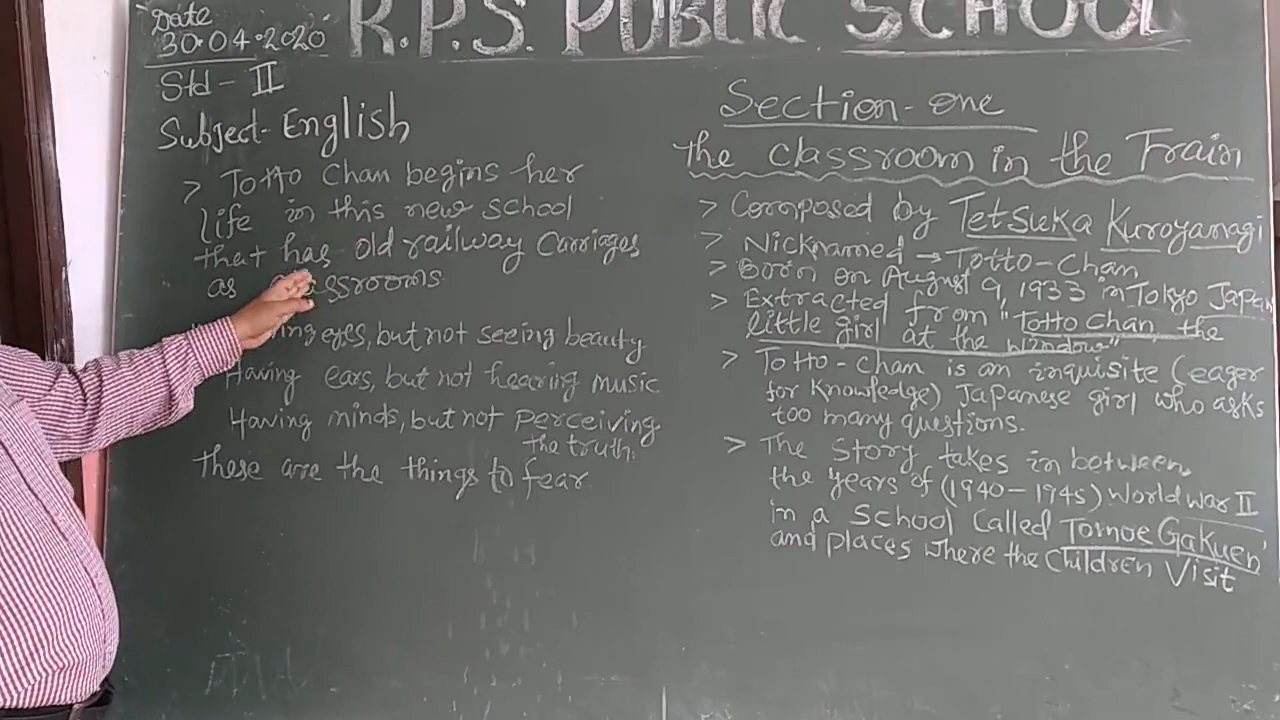 Date
30.04.2020
R.P.S. PUBLIC SCHOOL
Std - II
Subject- English
> Totto Chan begins her
life in this new school
that has old railway Carriages
as
eyes, but not seeing beauty
Having ears, but not hearing music
Having minds, but not perceiving
the truth.
These are the things to fear.
Section-one
The classroom in the Train
> Composed by Tetsuka Kuroyanagi
> Nicknamed → Totto-Chan
> Born on August 9, 1933 in Tokyo Japan
> Extracted from "Totto Chan, the
little girl at the window"
> Totto-Chan is an inquisite (eager
for Knowledge) Japanese girl who asks
too many questions.
> The Story takes in between
the years of (1940-1945) World war II
in a School Called Tomoe Gakuen'
and places where the Children Visit